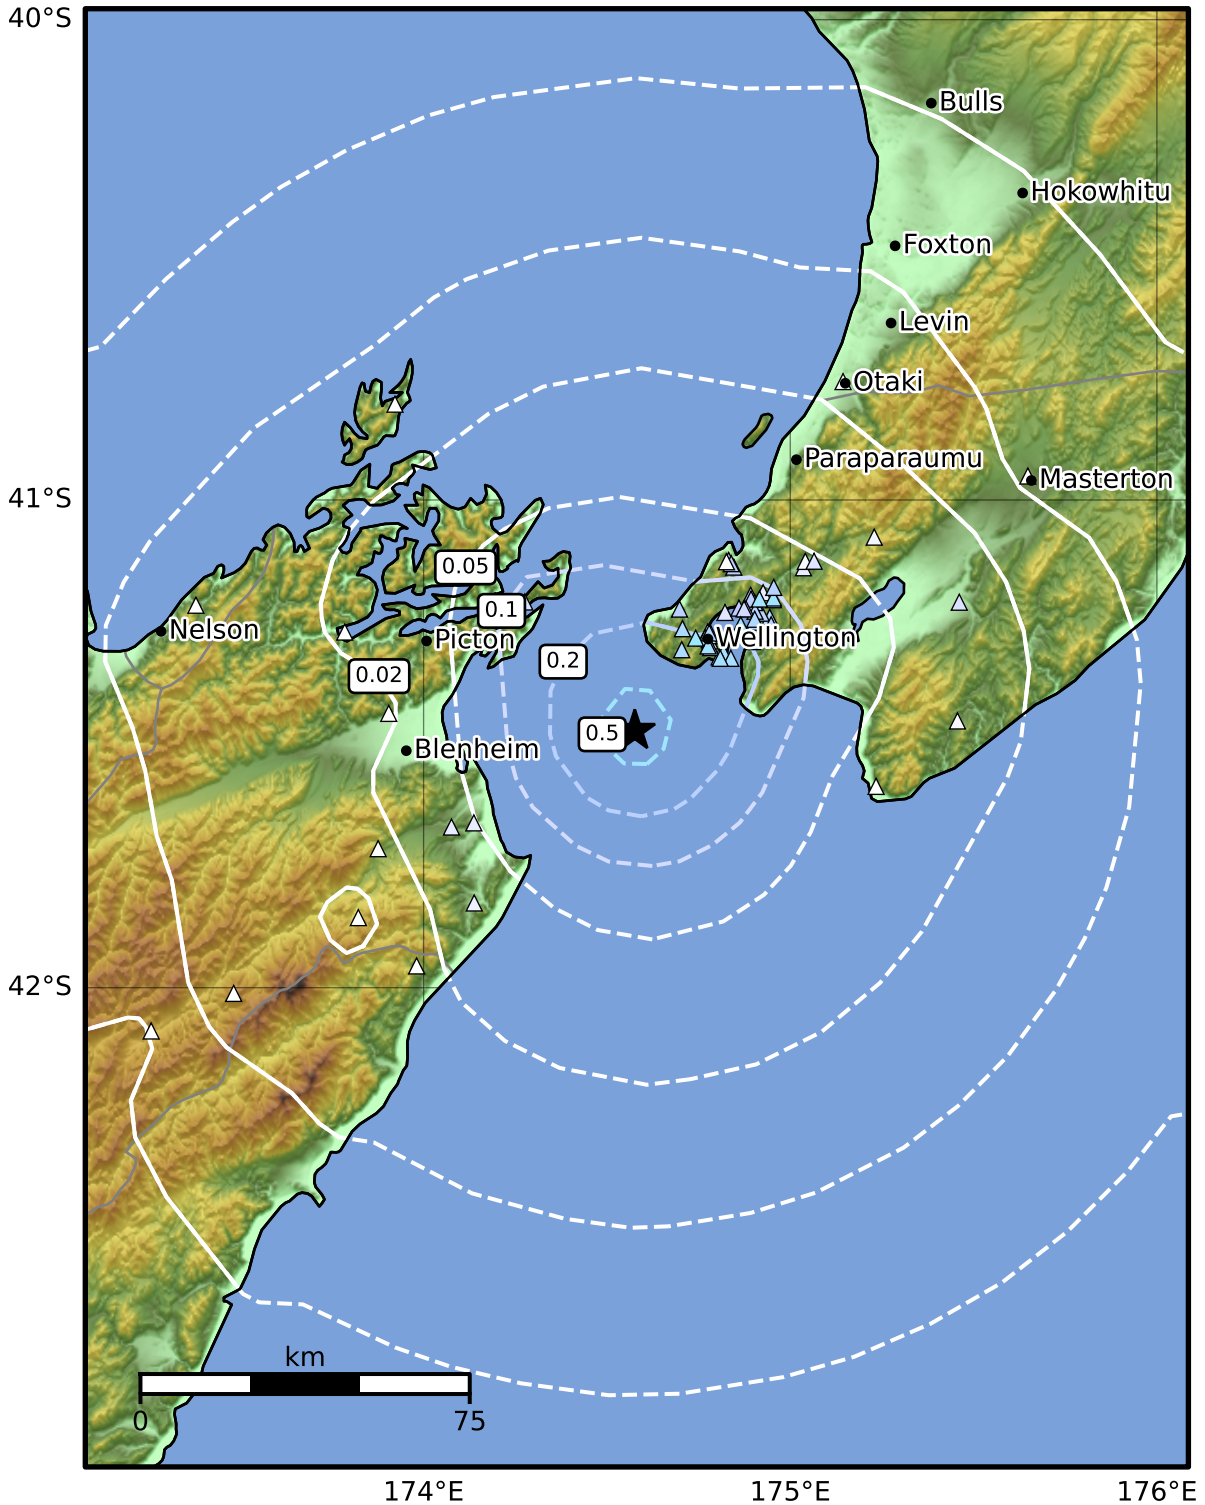 40°S
Bulls
Hokowhitu
Foxton
Levin
Otaki
Paraparaumu
Masterton
41°S
0.05
0.1
Nelson
Picton
Wellington
0.2
0.02
0.5
Blenheim
42°S
km
0 75
174°E 175°E 176°E